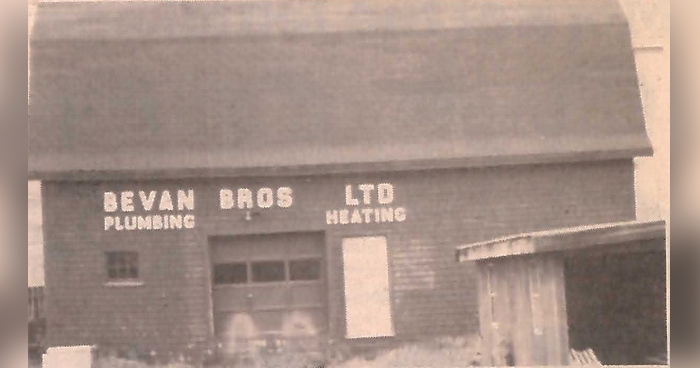 BEVAN BROS LTD
PLUMBING HEATING